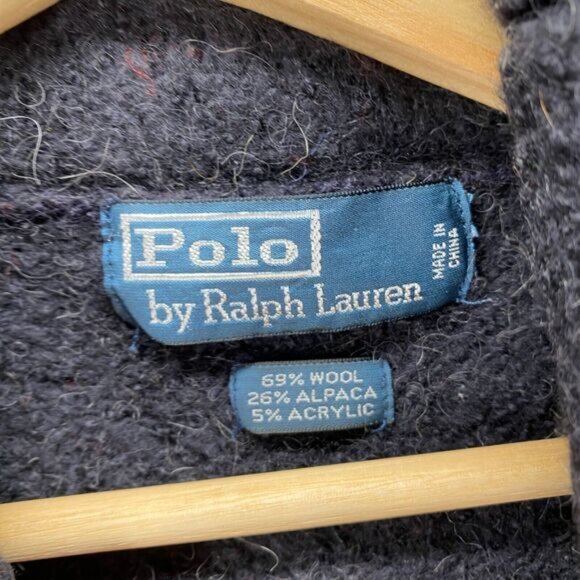 Polo
by Ralph Lauren
MADE IN
CHINA
69% WOOL
26% ALPACA
5% ACRYLIC